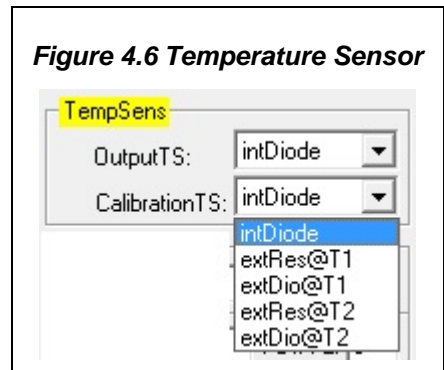 Figure 4.6 Temperature Sensor
TempSens
OutputTS: intDiode
CalibrationTS: intDiode
intDiode
extRes@T1
extDio@T1
extRes@T2
extDio@T2